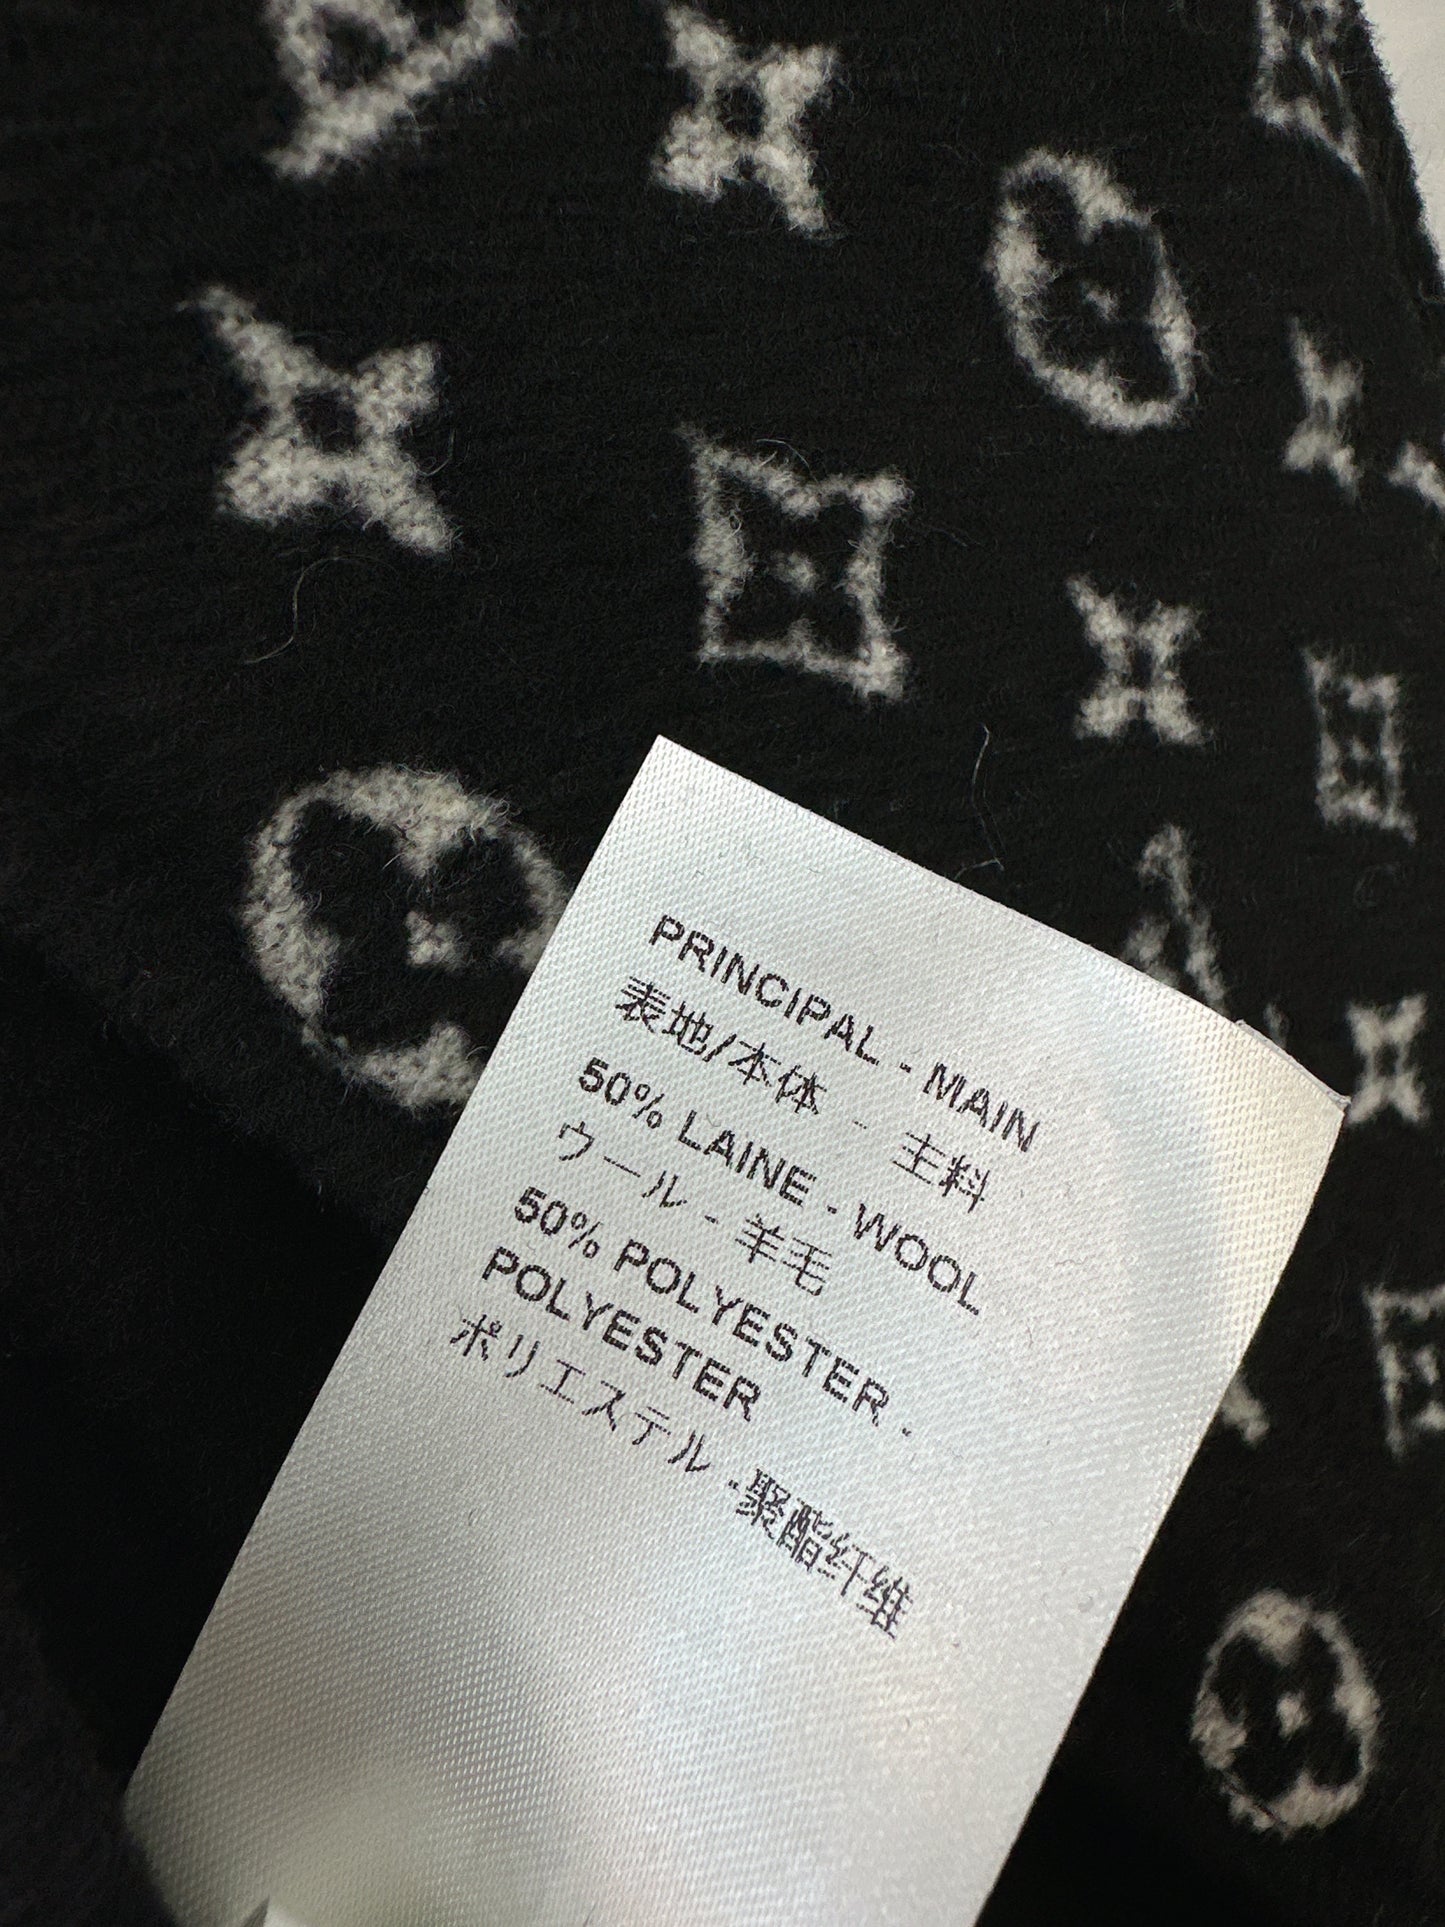 PRINCIPAL - MAIN
表地/本体 - 主料
50% LAINE - WOOL
ウール - 羊毛
50% POLYESTER -
POLYESTER
ポリエステル -聚酯纤维